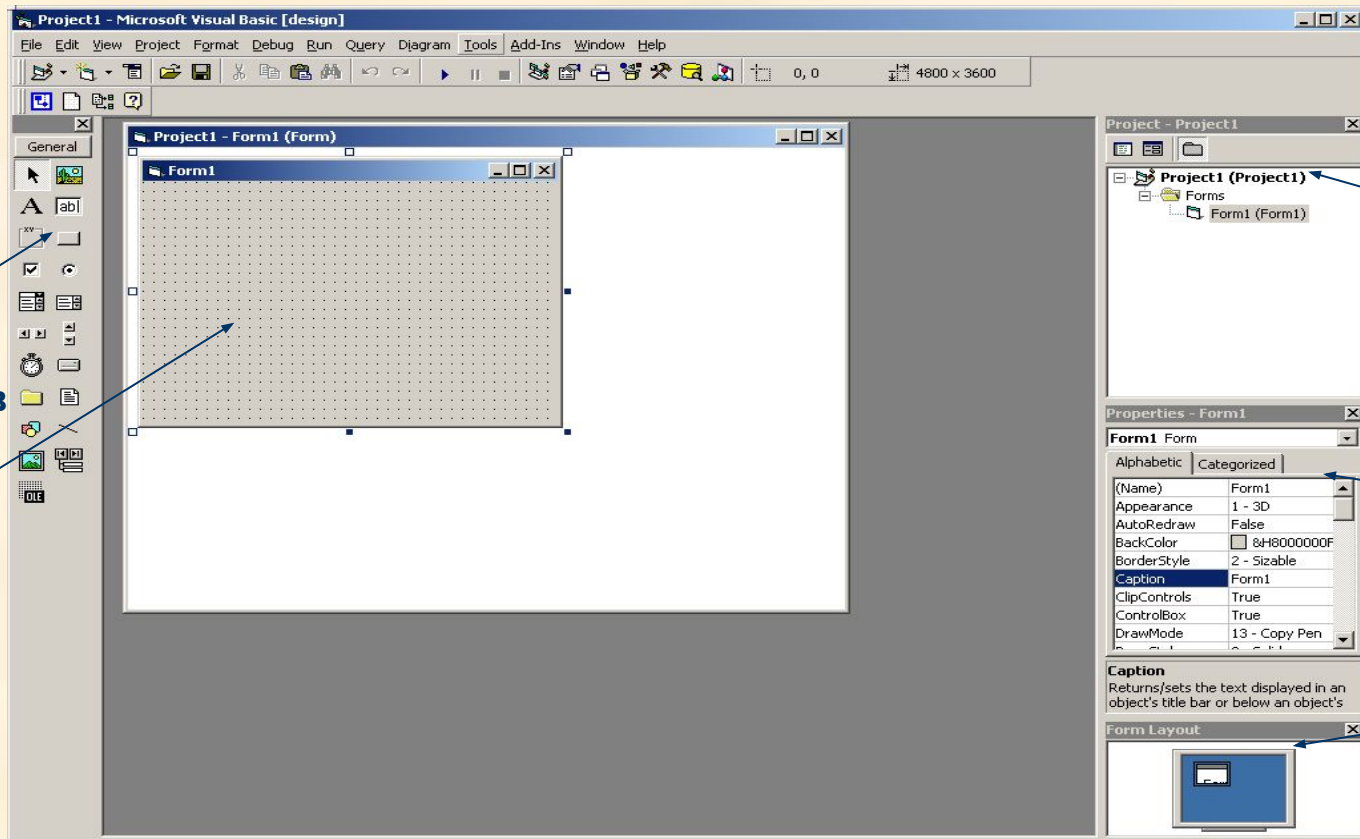 Project1 - Microsoft Visual Basic [design]
File Edit View Project Format Debug Run Query Diagram Tools Add-Ins Window Help
0, 0 4800 x 3600
General
A ab
XY
OLE
B
Project1 - Form1 (Form)
Form1
Project - Project1
Project1 (Project1)
Forms
Form1 (Form1)
Properties - Form1
Form1 Form
Alphabetic Categorized
(Name) Form1
Appearance 1 - 3D
AutoRedraw False
BackColor &H8000000F
BorderStyle 2 - Sizable
Caption Form1
ClipControls True
ControlBox True
DrawMode 13 - Copy Pen
Caption
Returns/sets the text displayed in an
object's title bar or below an object's
Form Layout